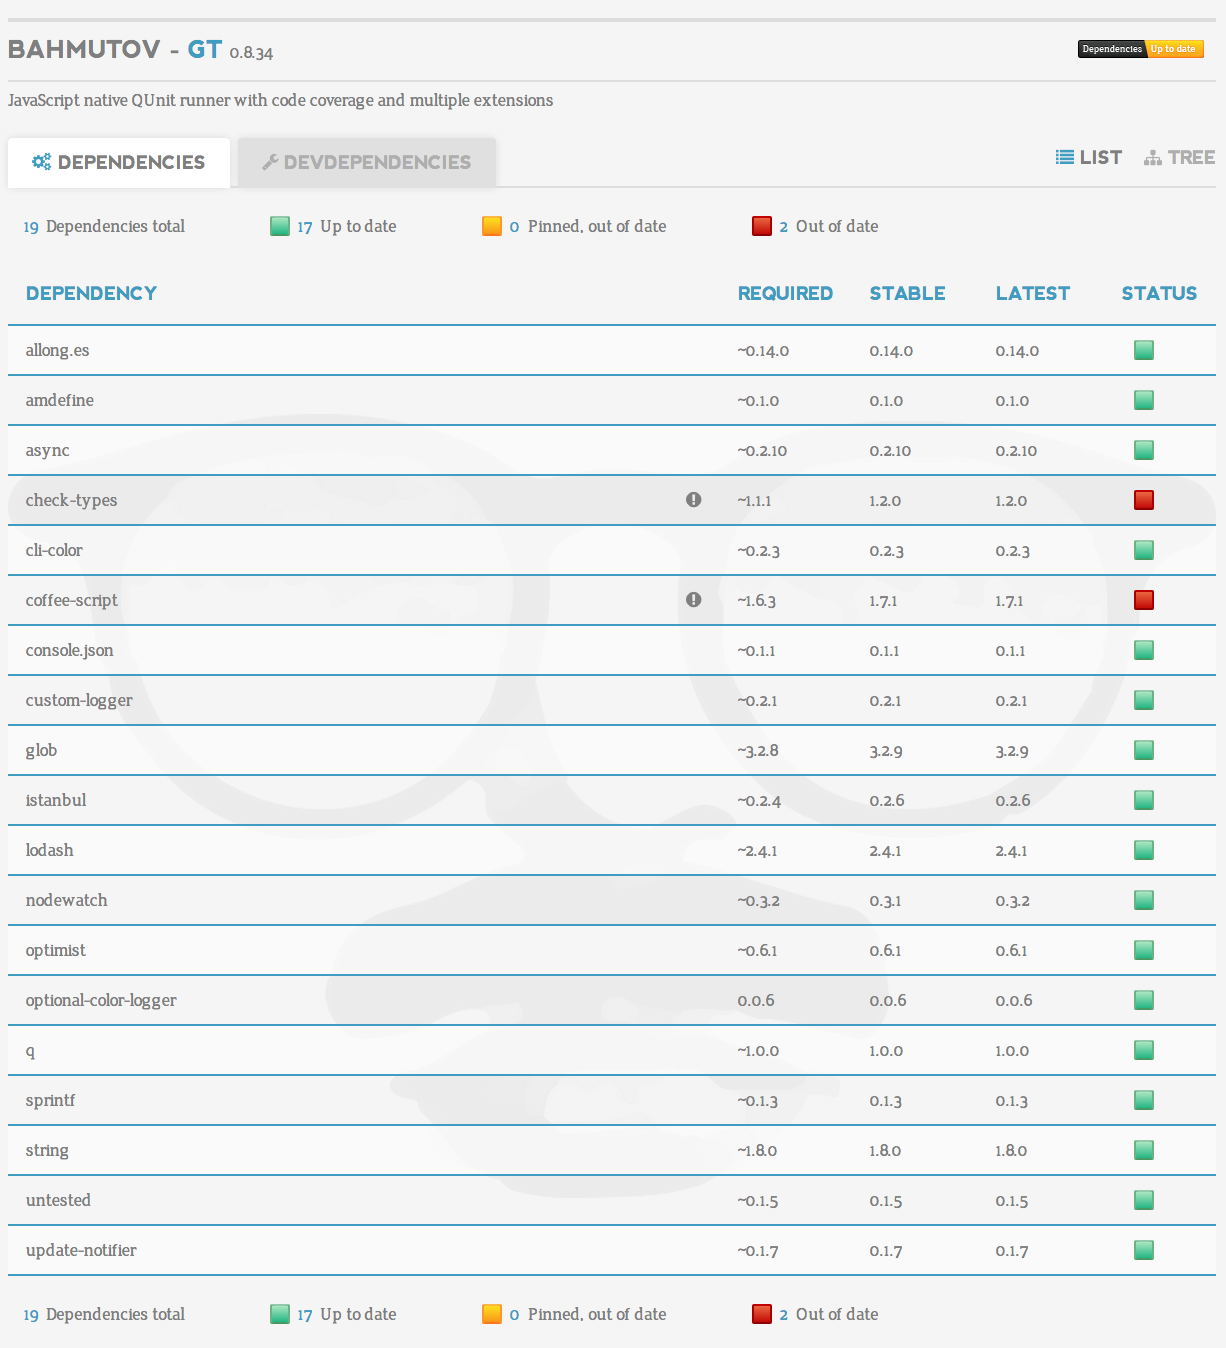 BAHMUTOV - GT 0.8.34
Dependencies Up to date
JavaScript native QUnit runner with code coverage and multiple extensions
DEPENDENCIES DEVDEPENDENCIES LIST TREE
19 Dependencies total 17 Up to date 0 Pinned, out of date 2 Out of date
DEPENDENCY REQUIRED STABLE LATEST STATUS
allong.es ~0.14.0 0.14.0 0.14.0
amdefine ~0.1.0 0.1.0 0.1.0
async ~0.2.10 0.2.10 0.2.10
check-types ~1.1.1 1.2.0 1.2.0
cli-color ~0.2.3 0.2.3 0.2.3
coffee-script ~1.6.3 1.7.1 1.7.1
console.json ~0.1.1 0.1.1 0.1.1
custom-logger ~0.2.1 0.2.1 0.2.1
glob ~3.2.8 3.2.9 3.2.9
istanbul ~0.2.4 0.2.6 0.2.6
lodash ~2.4.1 2.4.1 2.4.1
nodewatch ~0.3.2 0.3.1 0.3.2
optimist ~0.6.1 0.6.1 0.6.1
optional-color-logger 0.0.6 0.0.6 0.0.6
q ~1.0.0 1.0.0 1.0.0
sprintf ~0.1.3 0.1.3 0.1.3
string ~1.8.0 1.8.0 1.8.0
untested ~0.1.5 0.1.5 0.1.5
update-notifier ~0.1.7 0.1.7 0.1.7
19 Dependencies total 17 Up to date 0 Pinned, out of date 2 Out of date